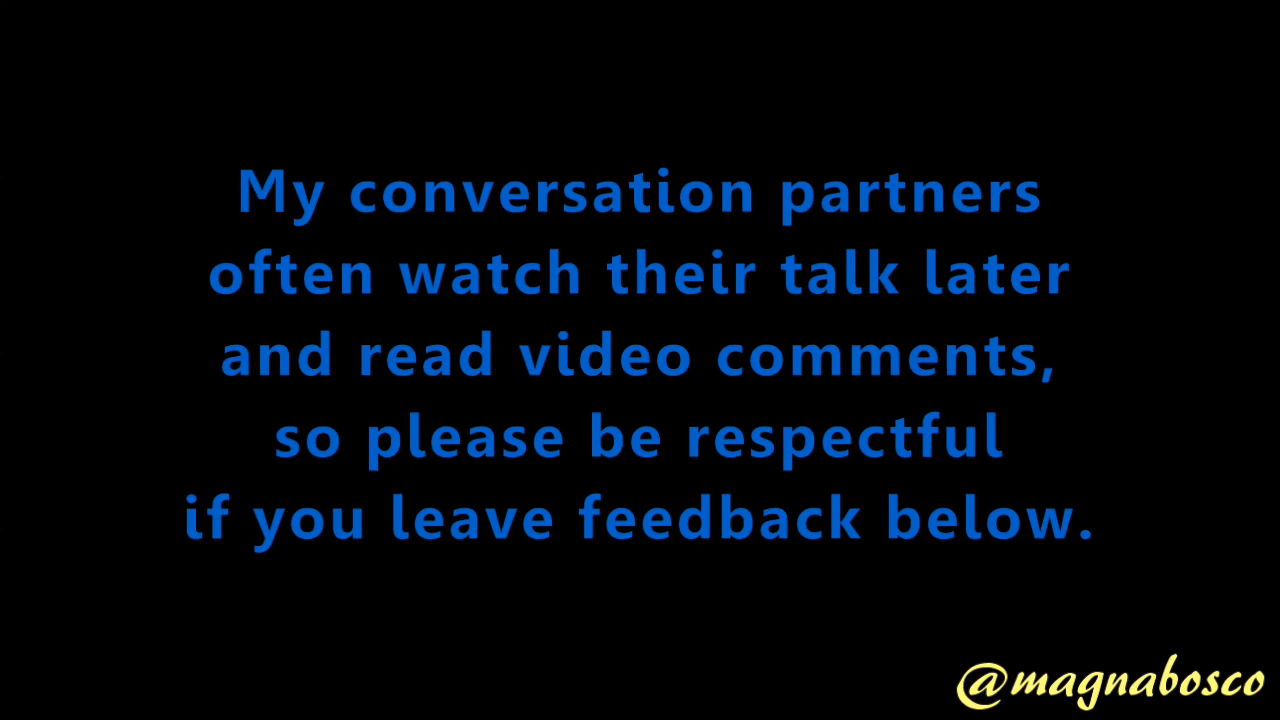 My conversation partners
often watch their talk later
and read video comments,
so please be respectful
if you leave feedback below.
@magnabosco